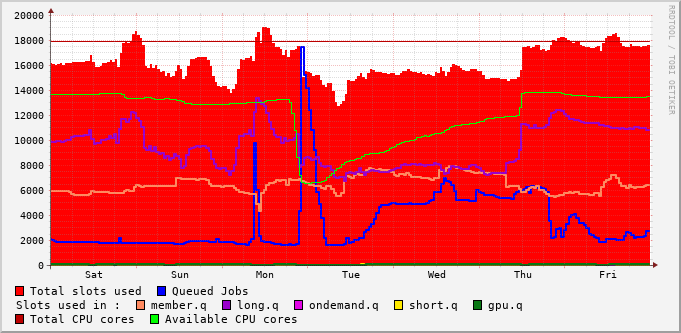 20000
18000
16000
14000
12000
10000
8000
6000
4000
2000
0
Sat Sun Mon Tue Wed Thu Fri
RRDTOOL / TOBI OETIKER
Total slots used Queued Jobs
Slots used in : member.q long.q ondemand.q short.q gpu.q
Total CPU cores Available CPU cores